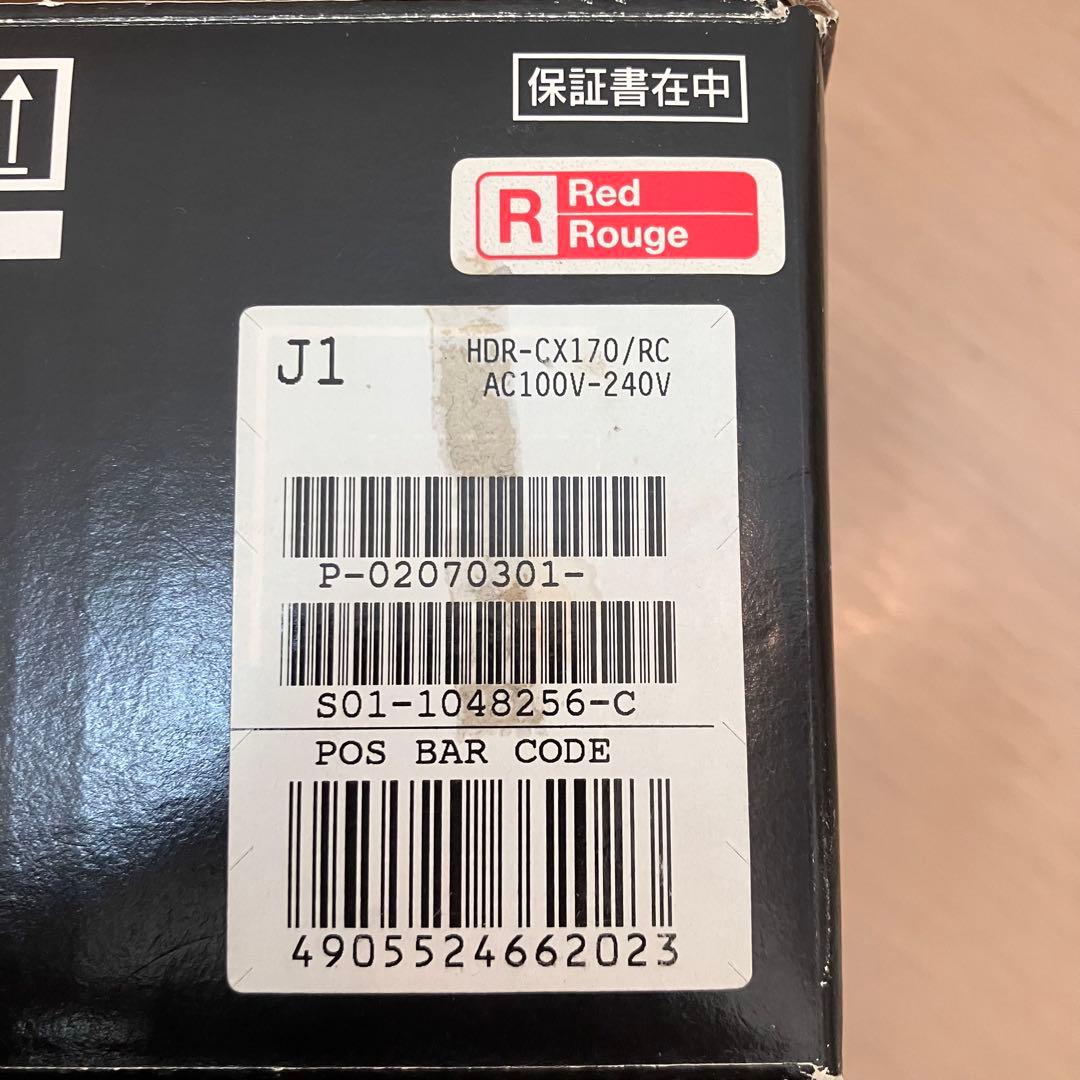 保証書在中
R Red
Rouge
J1 HDR-CX170/RC
AC100V-240V
P-02070301-
S01-1048256-C
POS BAR CODE
4905524662023